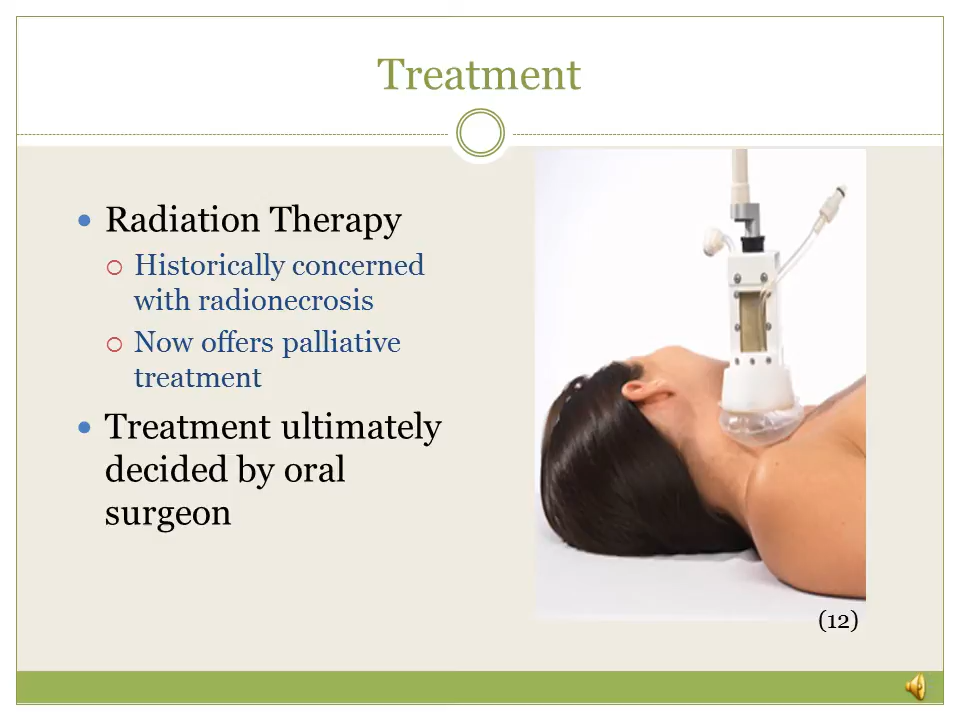 Treatment
Radiation Therapy
Historically concerned
with radionecrosis
Now offers palliative
treatment
Treatment ultimately
decided by oral
surgeon
(12)